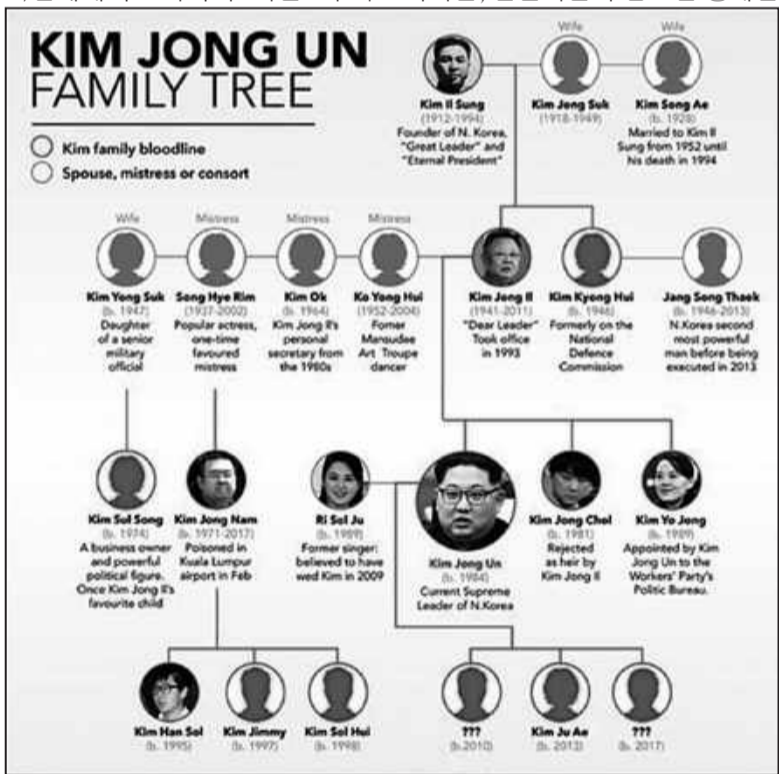 KIM JONG UN
FAMILY TREE
Kim family bloodline
Spouse, mistress or consort
Wife
Wife
Kim Il Sung
(1912-1994)
Founder of N. Korea,
"Great Leader" and
"Eternal President"
Kim Jong Suk
(1918-1949)
Kim Song Ae
(b. 1928)
Married to Kim Il
Sung from 1952 until
his death in 1994
Wife
Mistress
Mistress
Mistress
Kim Yong Suk
(b. 1947)
Daughter
of a senior
military
official
Song Hye Rim
(1937-2002)
Popular actress,
one-time
favoured
mistress
Kim Ok
(b. 1964)
Kim Jong Il's
personal
secretary from
the 1980s
Ko Yong Hui
(1952-2004)
Fomer
Mansudae
Art Troupe
dancer
Kim Jong Il
(1941-2011)
"Dear Leader"
Took office
in 1993
Kim Kyong Hui
(b. 1946)
Formerly on the
National
Defence
Commission
Jang Song Thaek
(b. 1946-2013)
N.Korea second
most powerful
man before being
executed in 2013
Kim Sol Song
(b. 1974)
A business owner
and powerful
political figure.
Once Kim Jong Il's
favourite child
Kim Jong Nam
(b. 1971-2017)
Poisoned in
Kuala Lumpur
airport in Feb
Ri Sol Ju
(b. 1989)
Former singer:
believed to have
wed Kim in 2009
Kim Jong Un
(b. 1984)
Current Supreme
Leader of N.Korea
Kim Jong Chol
(b. 1981)
Rejected
as heir by
Kim Jong Il
Kim Yo Jong
(b. 1989)
Appointed by Kim
Jong Un to the
Workers' Party's
Politic Bureau.
Kim Han Sol
(b. 1995)
Kim Jimmy
(b. 1997)
Kim Sol Hui
(b. 1998)
???
(b.2010)
Kim Ju Ae
(b. 2013)
???
(b. 2017)